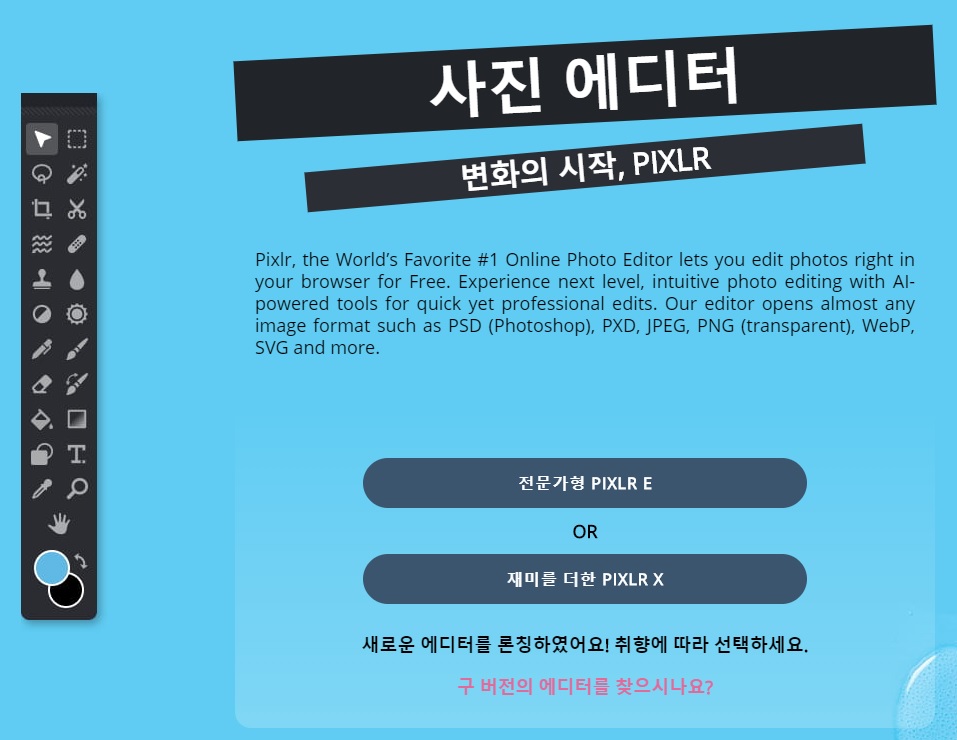 사진 에디터
변화의 시작, PIXLR
Pixlr, the World’s Favorite #1 Online Photo Editor lets you edit photos right in
your browser for Free. Experience next level, intuitive photo editing with AI-
powered tools for quick yet professional edits. Our editor opens almost any
image format such as PSD (Photoshop), PXD, JPEG, PNG (transparent), WebP,
SVG and more.
전문가형 PIXLR E
OR
재미를 더한 PIXLR X
새로운 에디터를 론칭하였어요! 취향에 따라 선택하세요.
구 버전의 에디터를 찾으시나요?